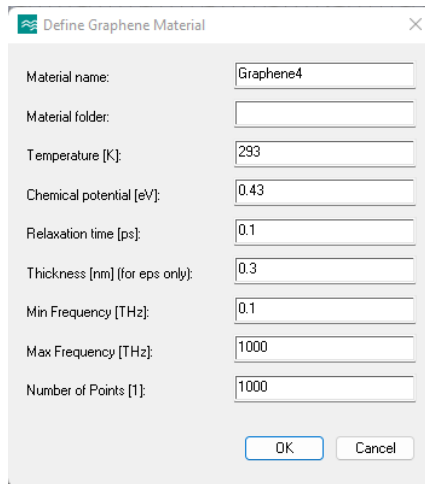 Define Graphene Material
Material name: Graphene4
Material folder:
Temperature [K]: 293
Chemical potential [eV]: 0.43
Relaxation time [ps]: 0.1
Thickness [nm] (for eps only): 0.3
Min Frequency [THz]: 0.1
Max Frequency [THz]: 1000
Number of Points [1]: 1000
OK Cancel